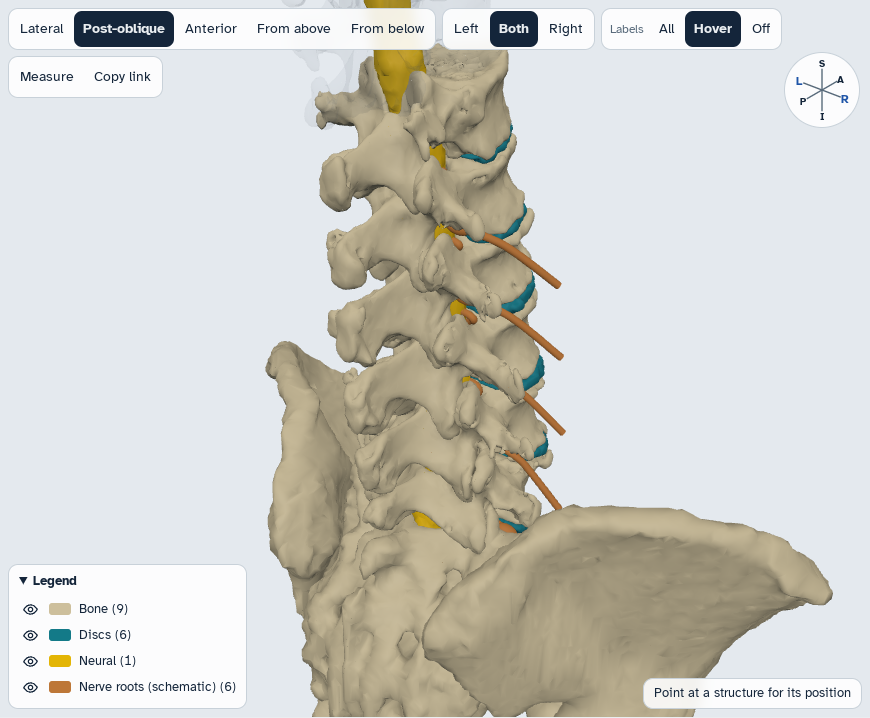 Lateral Post-oblique Anterior From above From below Left Both Right Labels All Hover Off
Measure Copy link
S
L A
P R
I
▼ Legend
Bone (9)
Discs (6)
Neural (1)
Nerve roots (schematic) (6)
Point at a structure for its position